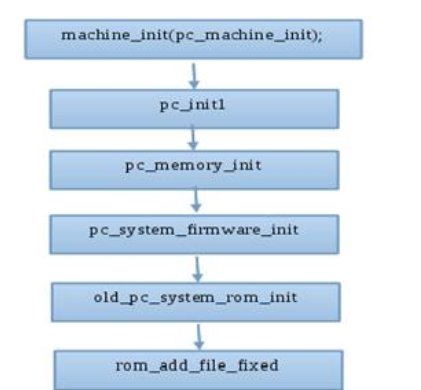 machine_init(pc_machine_init);
pc_init1
pc_memory_init
pc_system_firmware_init
old_pc_system_rom_init
rom_add_file_fixed